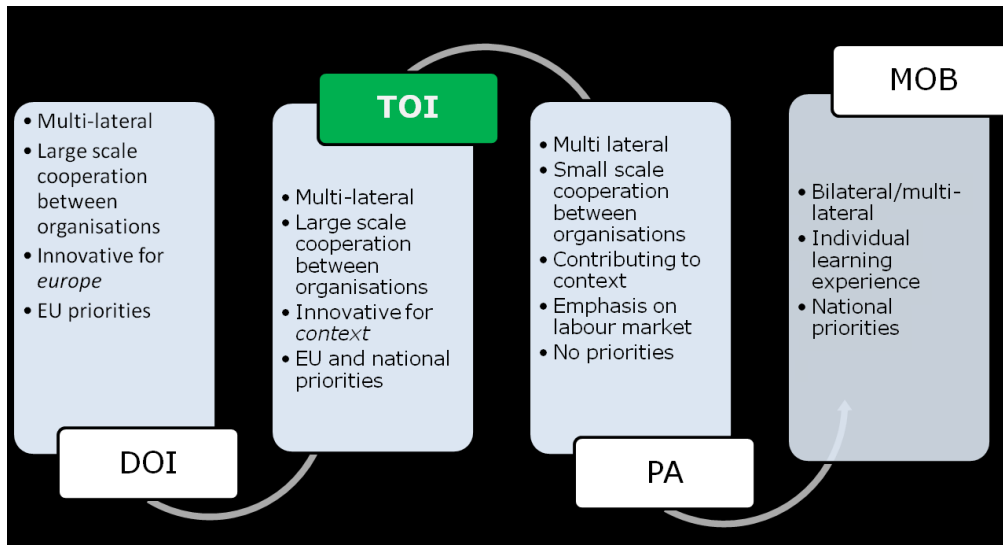 • Multi-lateral
• Large scale
cooperation
between
organisations
• Innovative for
europe
• EU priorities
DOI
TOI
• Multi-lateral
• Large scale
cooperation
between
organisations
• Innovative for
context
• EU and national
priorities
• Multi lateral
• Small scale
cooperation
between
organisations
• Contributing to
context
• Emphasis on
labour market
• No priorities
PA
MOB
• Bilateral/multi-
lateral
• Individual
learning
experience
• National
priorities